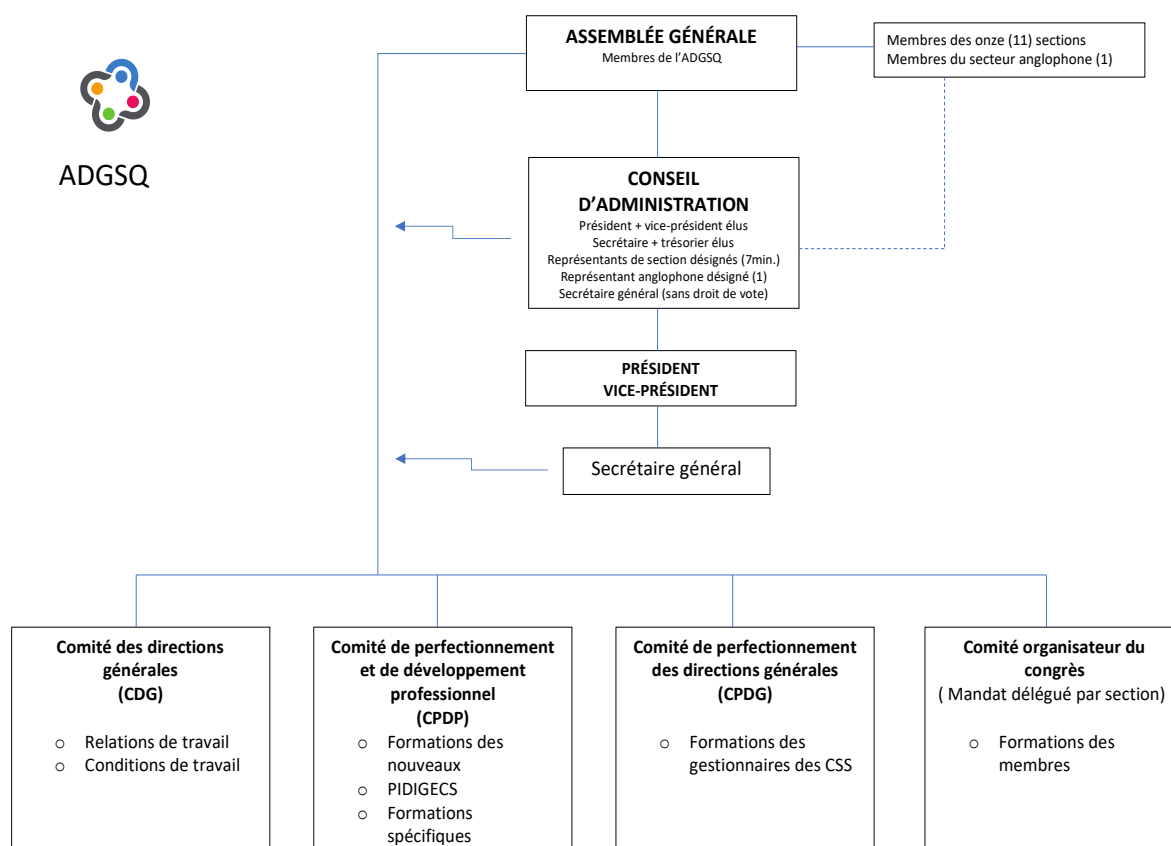 ADGSQ
ASSEMBLÉE GÉNÉRALE
Membres de l'ADGSQ
Membres des onze (11) sections
Membres du secteur anglophone (1)
CONSEIL
D'ADMINISTRATION
Président + vice-président élus
Secrétaire + trésorier élus
Représentants de section désignés (7min.)
Représentant anglophone désigné (1)
Secrétaire général (sans droit de vote)
PRÉSIDENT
VICE-PRÉSIDENT
Secrétaire général
Comité des directions
générales
(CDG)
o Relations de travail
o Conditions de travail
Comité de perfectionnement
et de développement
professionnel
(CPDP)
o Formations des
nouveaux
o PIDIGECS
o Formations
spécifiques
Comité de perfectionnement
des directions générales
(CPDG)
o Formations des
gestionnaires des CSS
Comité organisateur du
congrès
( Mandat délégué par section)
o Formations des
membres